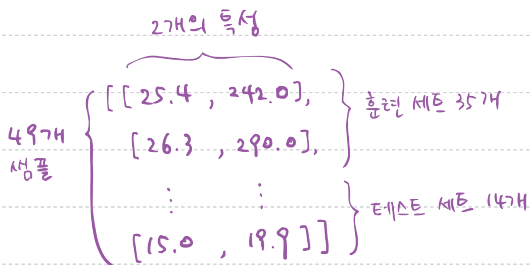 2개의 특성
[[25.4 , 242.0],
훈련 세트 35개
49개
샘플
[26.3 , 290.0],
⋮ ⋮
테스트 세트 14개
[15.0 , 19.9]]